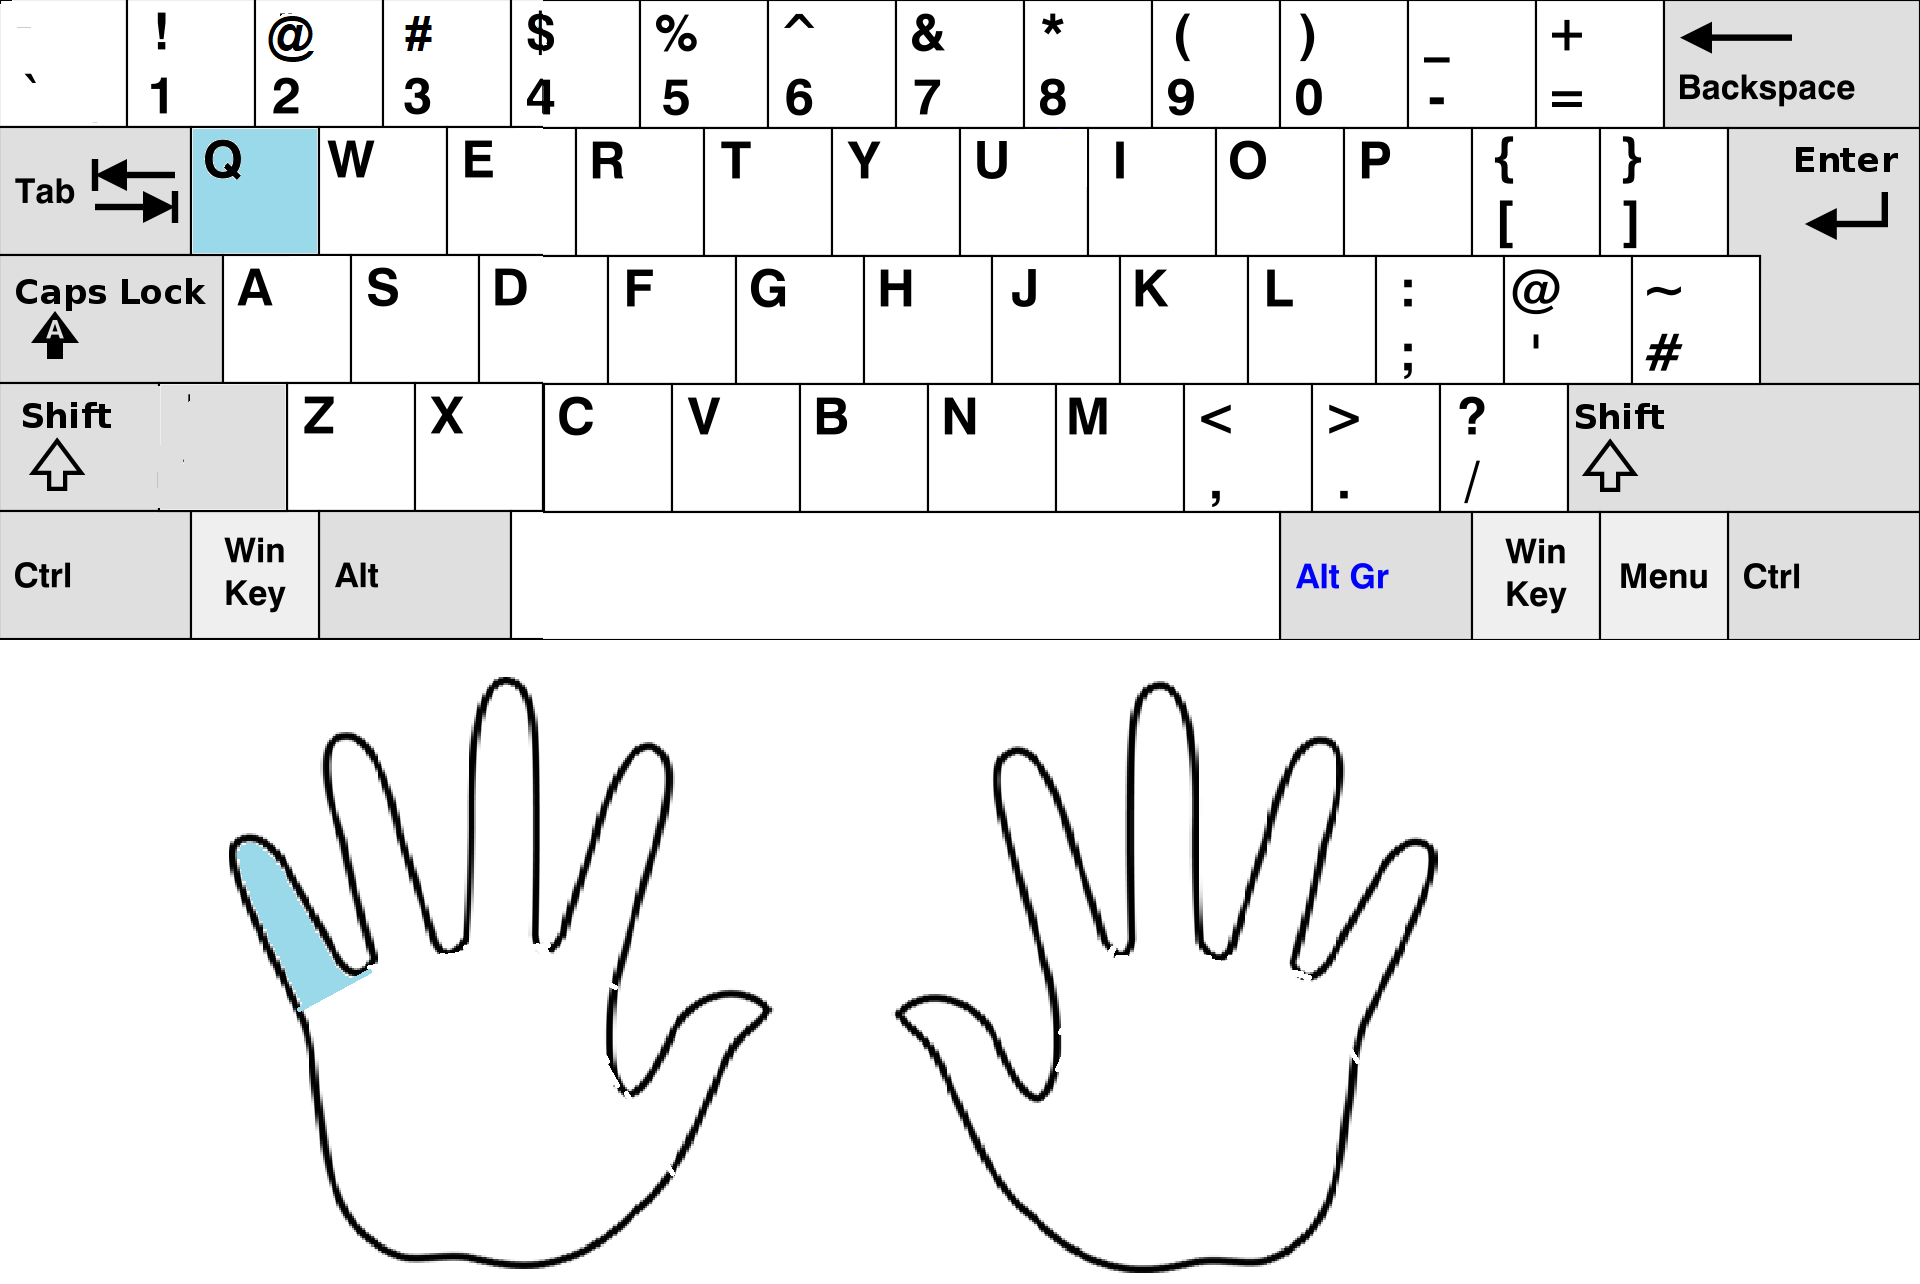 ! @ # $ % ^ & * ( ) _ +
` 1 2 3 4 5 6 7 8 9 0 - = Backspace
Tab Q W E R T Y U I O P { } Enter
[ ]
Caps Lock A S D F G H J K L : @ ~
A ; ' #
Shift Z X C V B N M < > ? Shift
, . /
Ctrl Win Key Alt Alt Gr Win Key Menu Ctrl